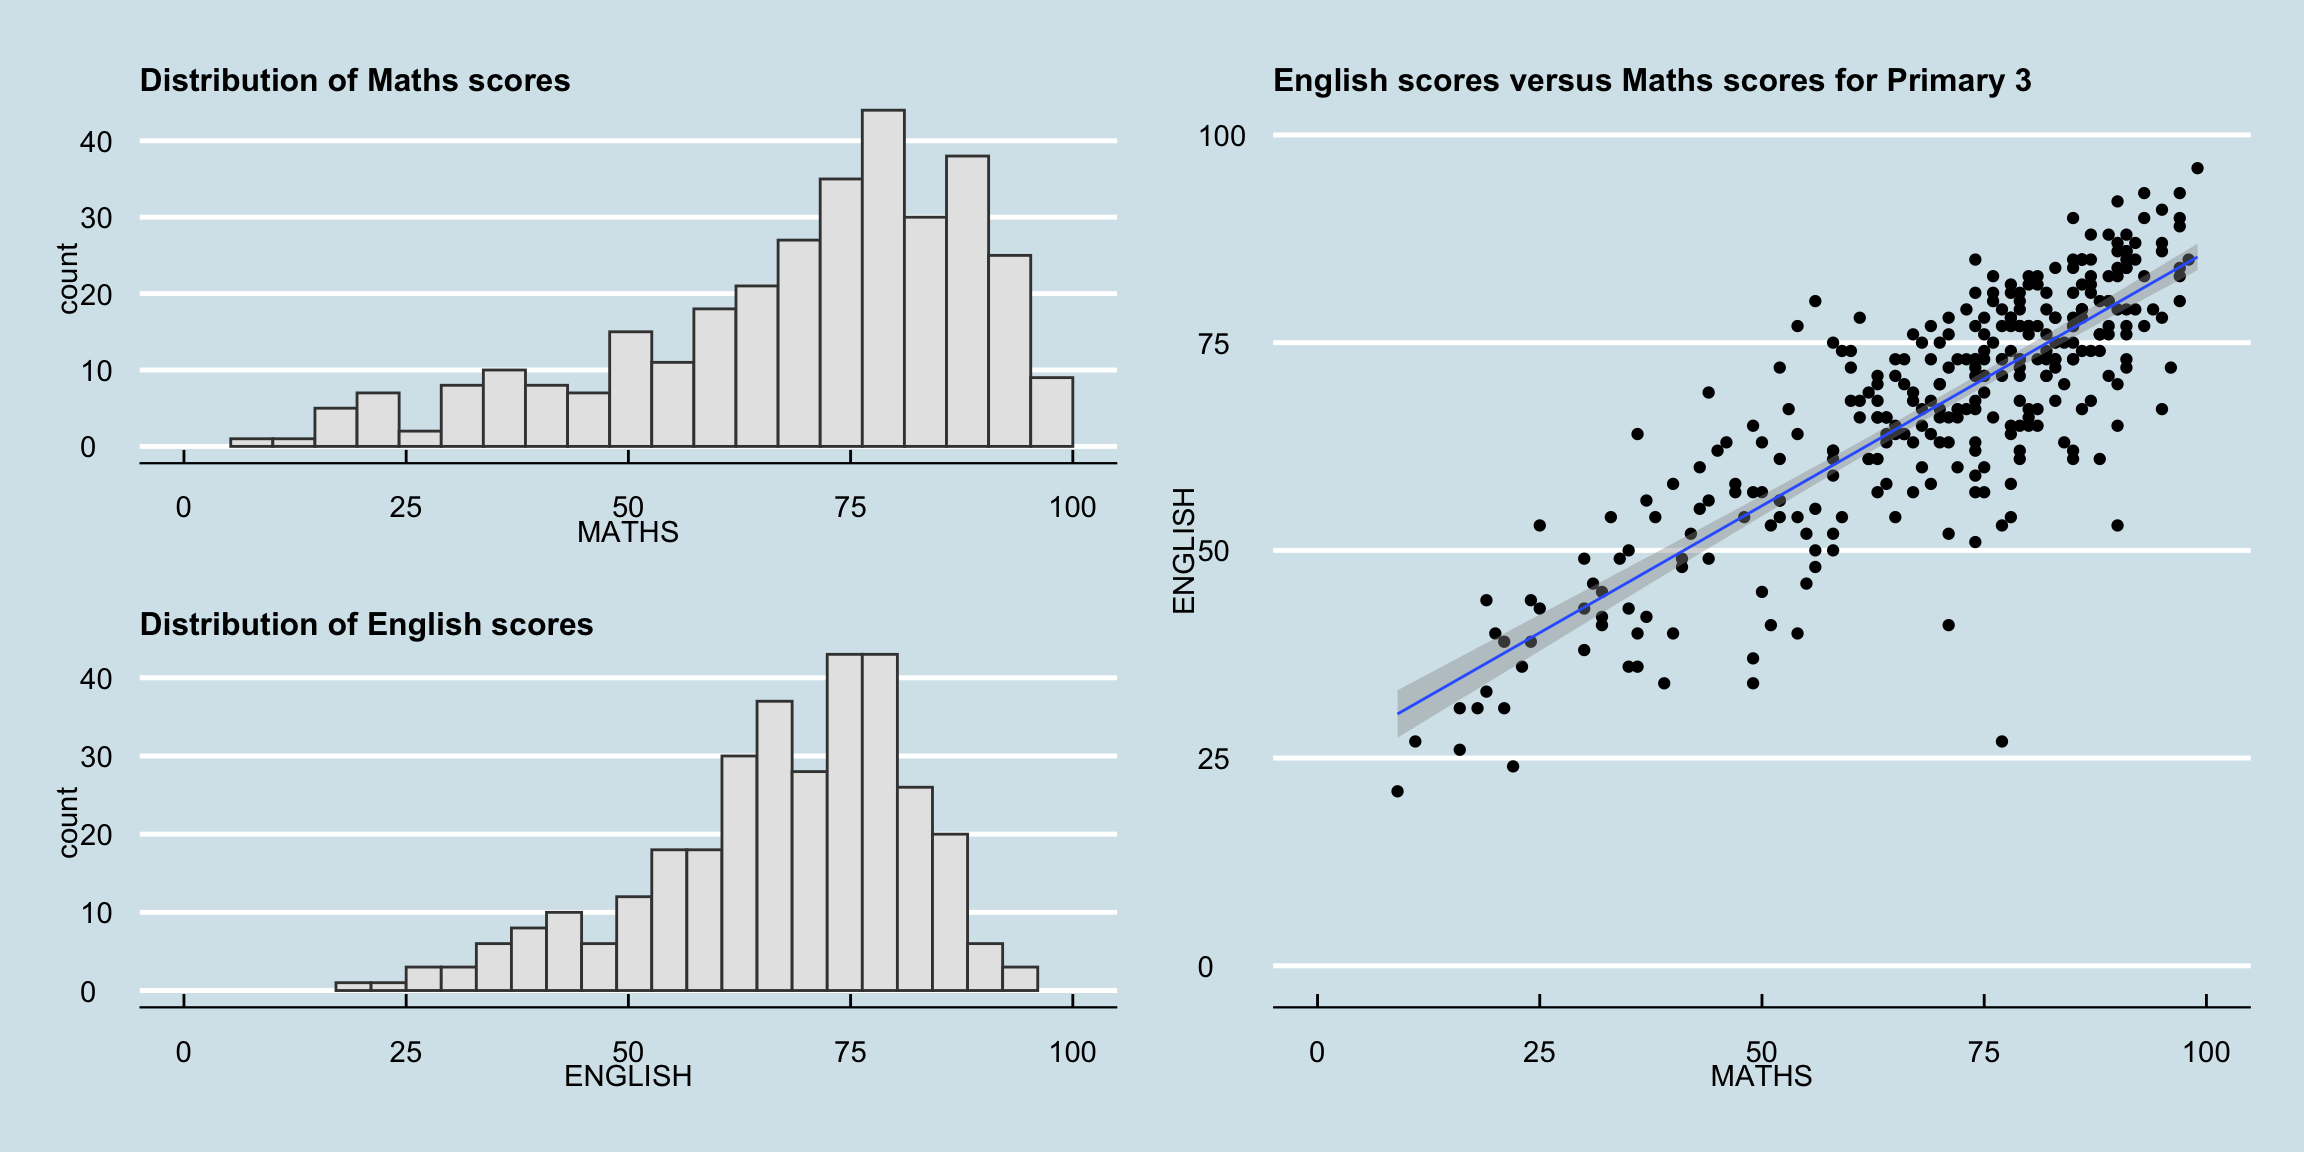 Distribution of Maths scores
40
30
20
10
0
count
0 25 50 75 100
MATHS
Distribution of English scores
40
30
20
10
0
count
0 25 50 75 100
ENGLISH
English scores versus Maths scores for Primary 3
100
75
50
25
0
ENGLISH
0 25 50 75 100
MATHS